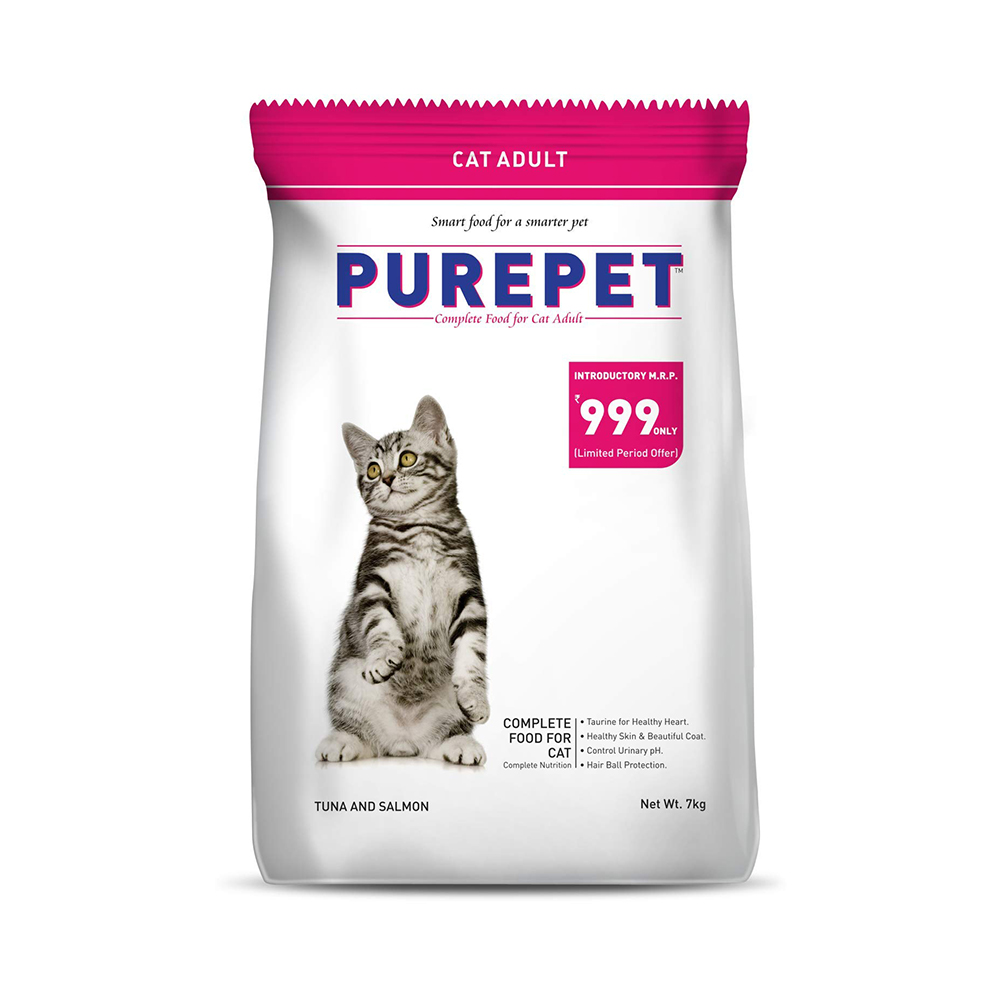 CAT ADULT
Smart food for a smarter pet
PUREPET™
Complete Food for Cat Adult
INTRODUCTORY M.R.P.
₹999 ONLY
(Limited Period Offer)
COMPLETE
FOOD FOR
CAT
Complete Nutrition
• Taurine for Healthy Heart.
• Healthy Skin & Beautiful Coat.
• Control Urinary pH.
• Hair Ball Protection.
TUNA AND SALMON
Net Wt. 7kg